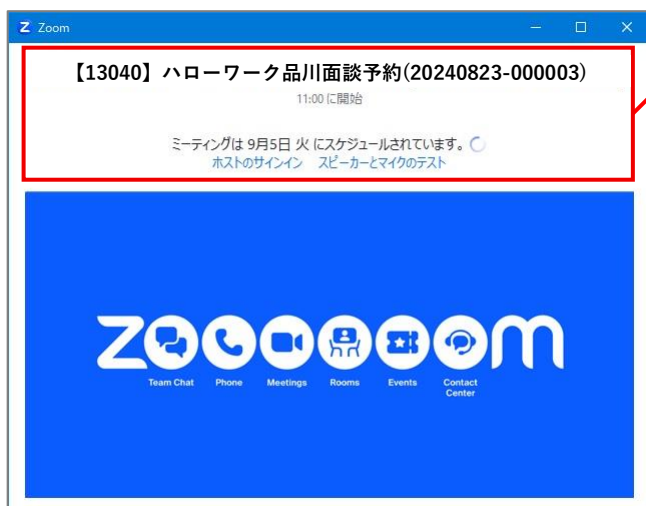 Zoom
【13040】ハローワーク品川面談予約(20240823-000003)
11:00 に開始
ミーティングは 9月5日 火 にスケジュールされています。
ホストのサインイン スピーカーとマイクのテスト
zoooooom
Team Chat Phone Meetings Rooms Events Contact Center